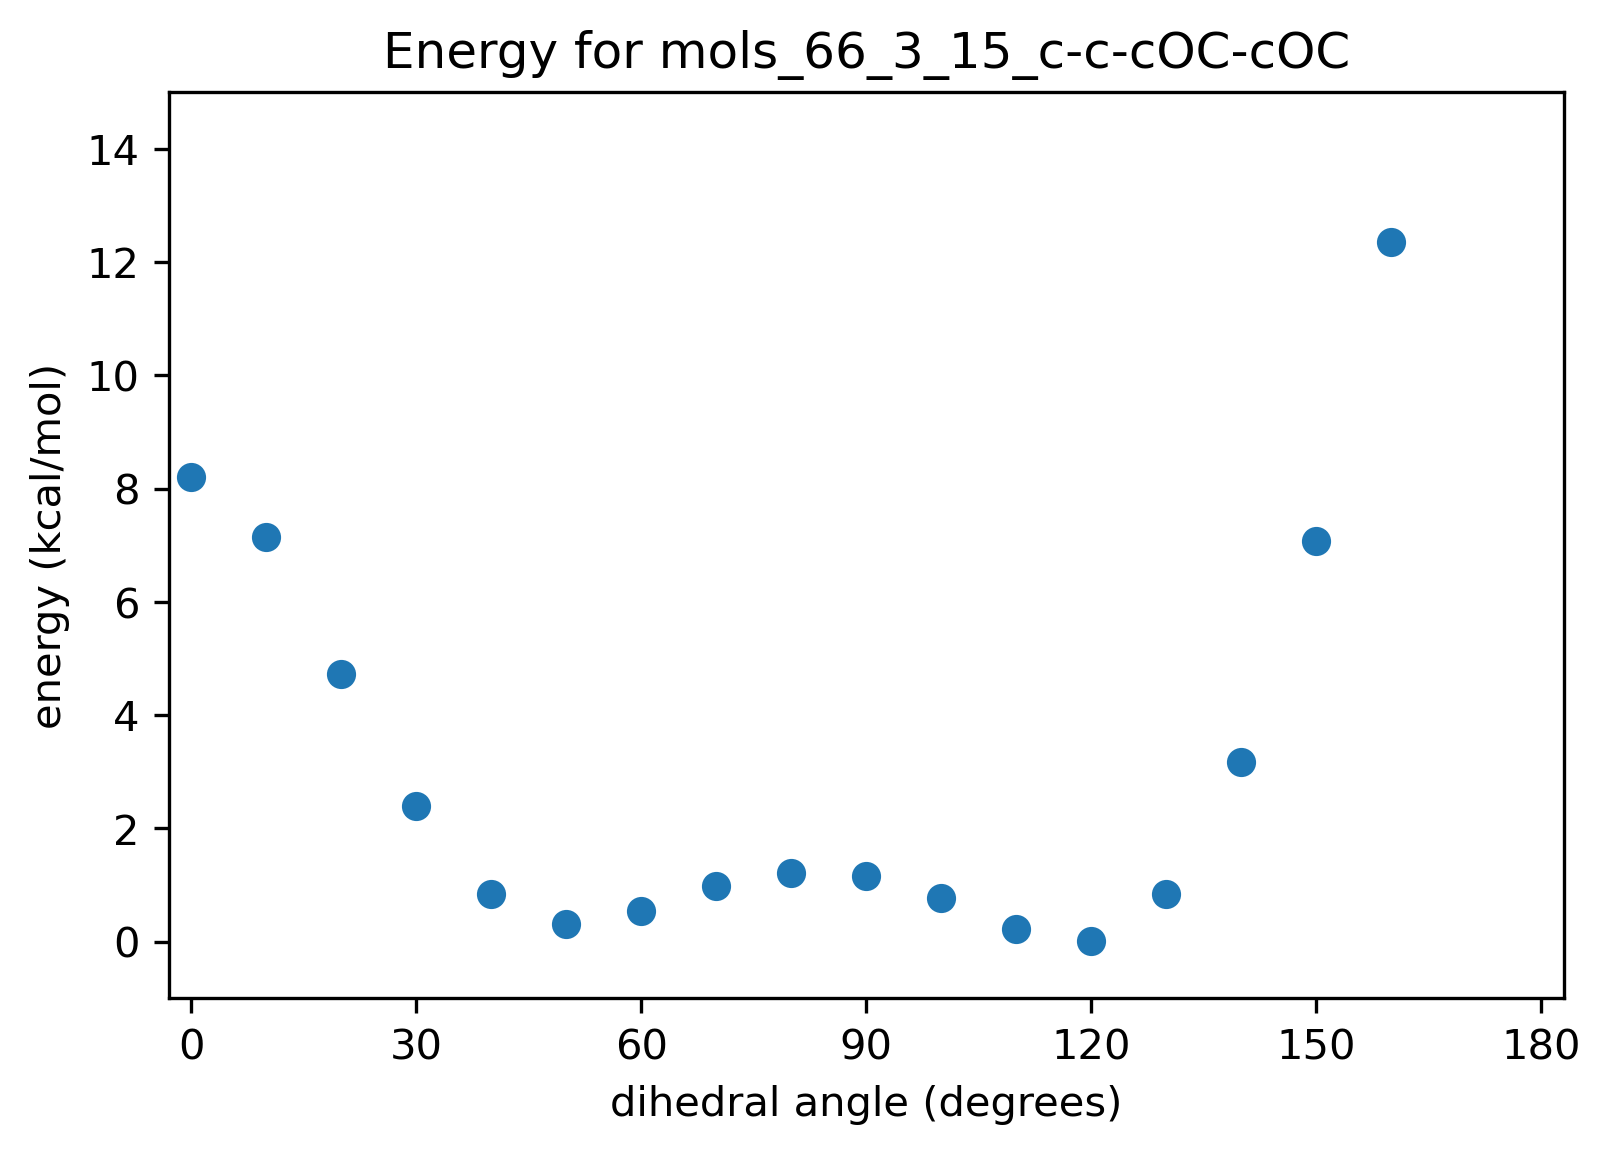 Energy for mols_66_3_15_c-c-cOC-cOC
14
12
10
8
6
4
2
0
energy (kcal/mol)
0 30 60 90 120 150 180
dihedral angle (degrees)